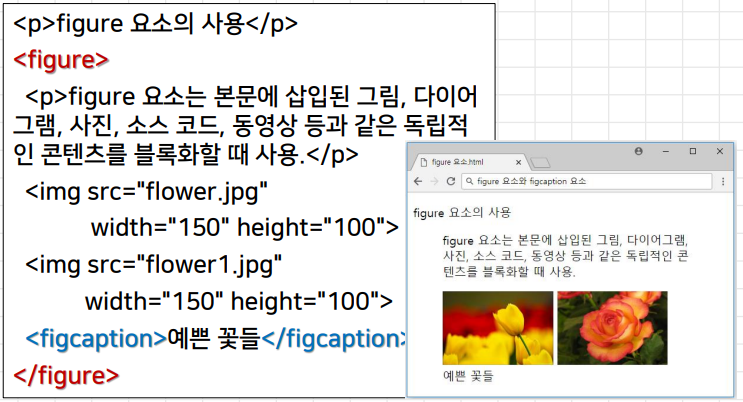 <p>figure 요소의 사용</p>
<figure>
<p>figure 요소는 본문에 삽입된 그림, 다이어
그램, 사진, 소스 코드, 동영상 등과 같은 독립적
인 콘텐츠를 블록화할 때 사용.</p>
<img src="flower.jpg"
width="150" height="100">
<img src="flower1.jpg"
width="150" height="100">
<figcaption>예쁜 꽃들</figcaption>
</figure>
figure 요소.html
figure 요소와 figcaption 요소
figure 요소의 사용
figure 요소는 본문에 삽입된 그림, 다이어그램,
사진, 소스 코드, 동영상 등과 같은 독립적인 콘
텐츠를 블록화할 때 사용.
예쁜 꽃들